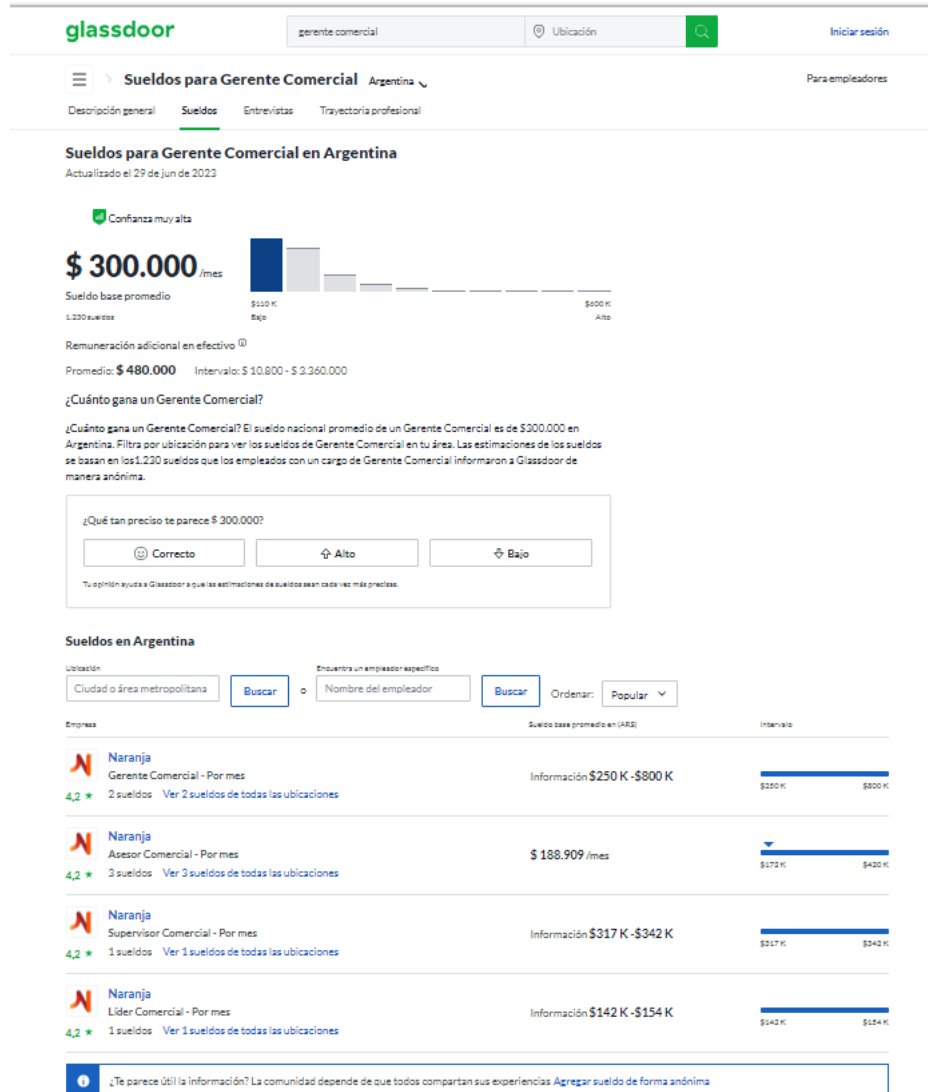 glassdoor
gerente comercial
Ubicación
Iniciar sesión
Sueldos para Gerente Comercial Argentina
Para empleadores
Descripción general Sueldos Entrevistas Trayectoria profesional
Sueldos para Gerente Comercial en Argentina
Actualizado el 29 de jun de 2023
Confianza muy alta
$ 300.000 /mes
Sueldo base promedio
1.230 sueldos
$110 K $600 K
Bajo Alto
Remuneración adicional en efectivo
Promedio: $ 480.000 Intervalo: $ 10.800 - $ 3.360.000
¿Cuánto gana un Gerente Comercial?
¿Cuánto gana un Gerente Comercial? El sueldo nacional promedio de un Gerente Comercial es de $300.000 en
Argentina. Filtra por ubicación para ver los sueldos de Gerente Comercial en tu área. Las estimaciones de los sueldos
se basan en los1.230 sueldos que los empleados con un cargo de Gerente Comercial informaron a Glassdoor de
manera anónima.
¿Qué tan preciso te parece $ 300.000?
Correcto Alto Bajo
Tu opinión ayuda a Glassdoor a que las estimaciones de sueldos sean cada vez más precisas.
Sueldos en Argentina
Ubicación Encuentra un empleador específico
Ciudad o área metropolitana Buscar o Nombre del empleador Buscar Ordenar: Popular
Empresa Sueldo base promedio en (ARS) Intervalo
Naranja
Gerente Comercial - Por mes
4,2 ★ 2 sueldos Ver 2 sueldos de todas las ubicaciones
Información $250 K -$800 K
$250 K $800 K
Naranja
Asesor Comercial - Por mes
4,2 ★ 3 sueldos Ver 3 sueldos de todas las ubicaciones
$ 188.909 /mes
$172 K $420 K
Naranja
Supervisor Comercial - Por mes
4,2 ★ 1 sueldos Ver 1 sueldos de todas las ubicaciones
Información $317 K -$342 K
$317 K $342 K
Naranja
Líder Comercial - Por mes
4,2 ★ 1 sueldos Ver 1 sueldos de todas las ubicaciones
Información $142 K -$154 K
$142 K $154 K
¿Te parece útil la información? La comunidad depende de que todos compartan sus experiencias Agregar sueldo de forma anónima